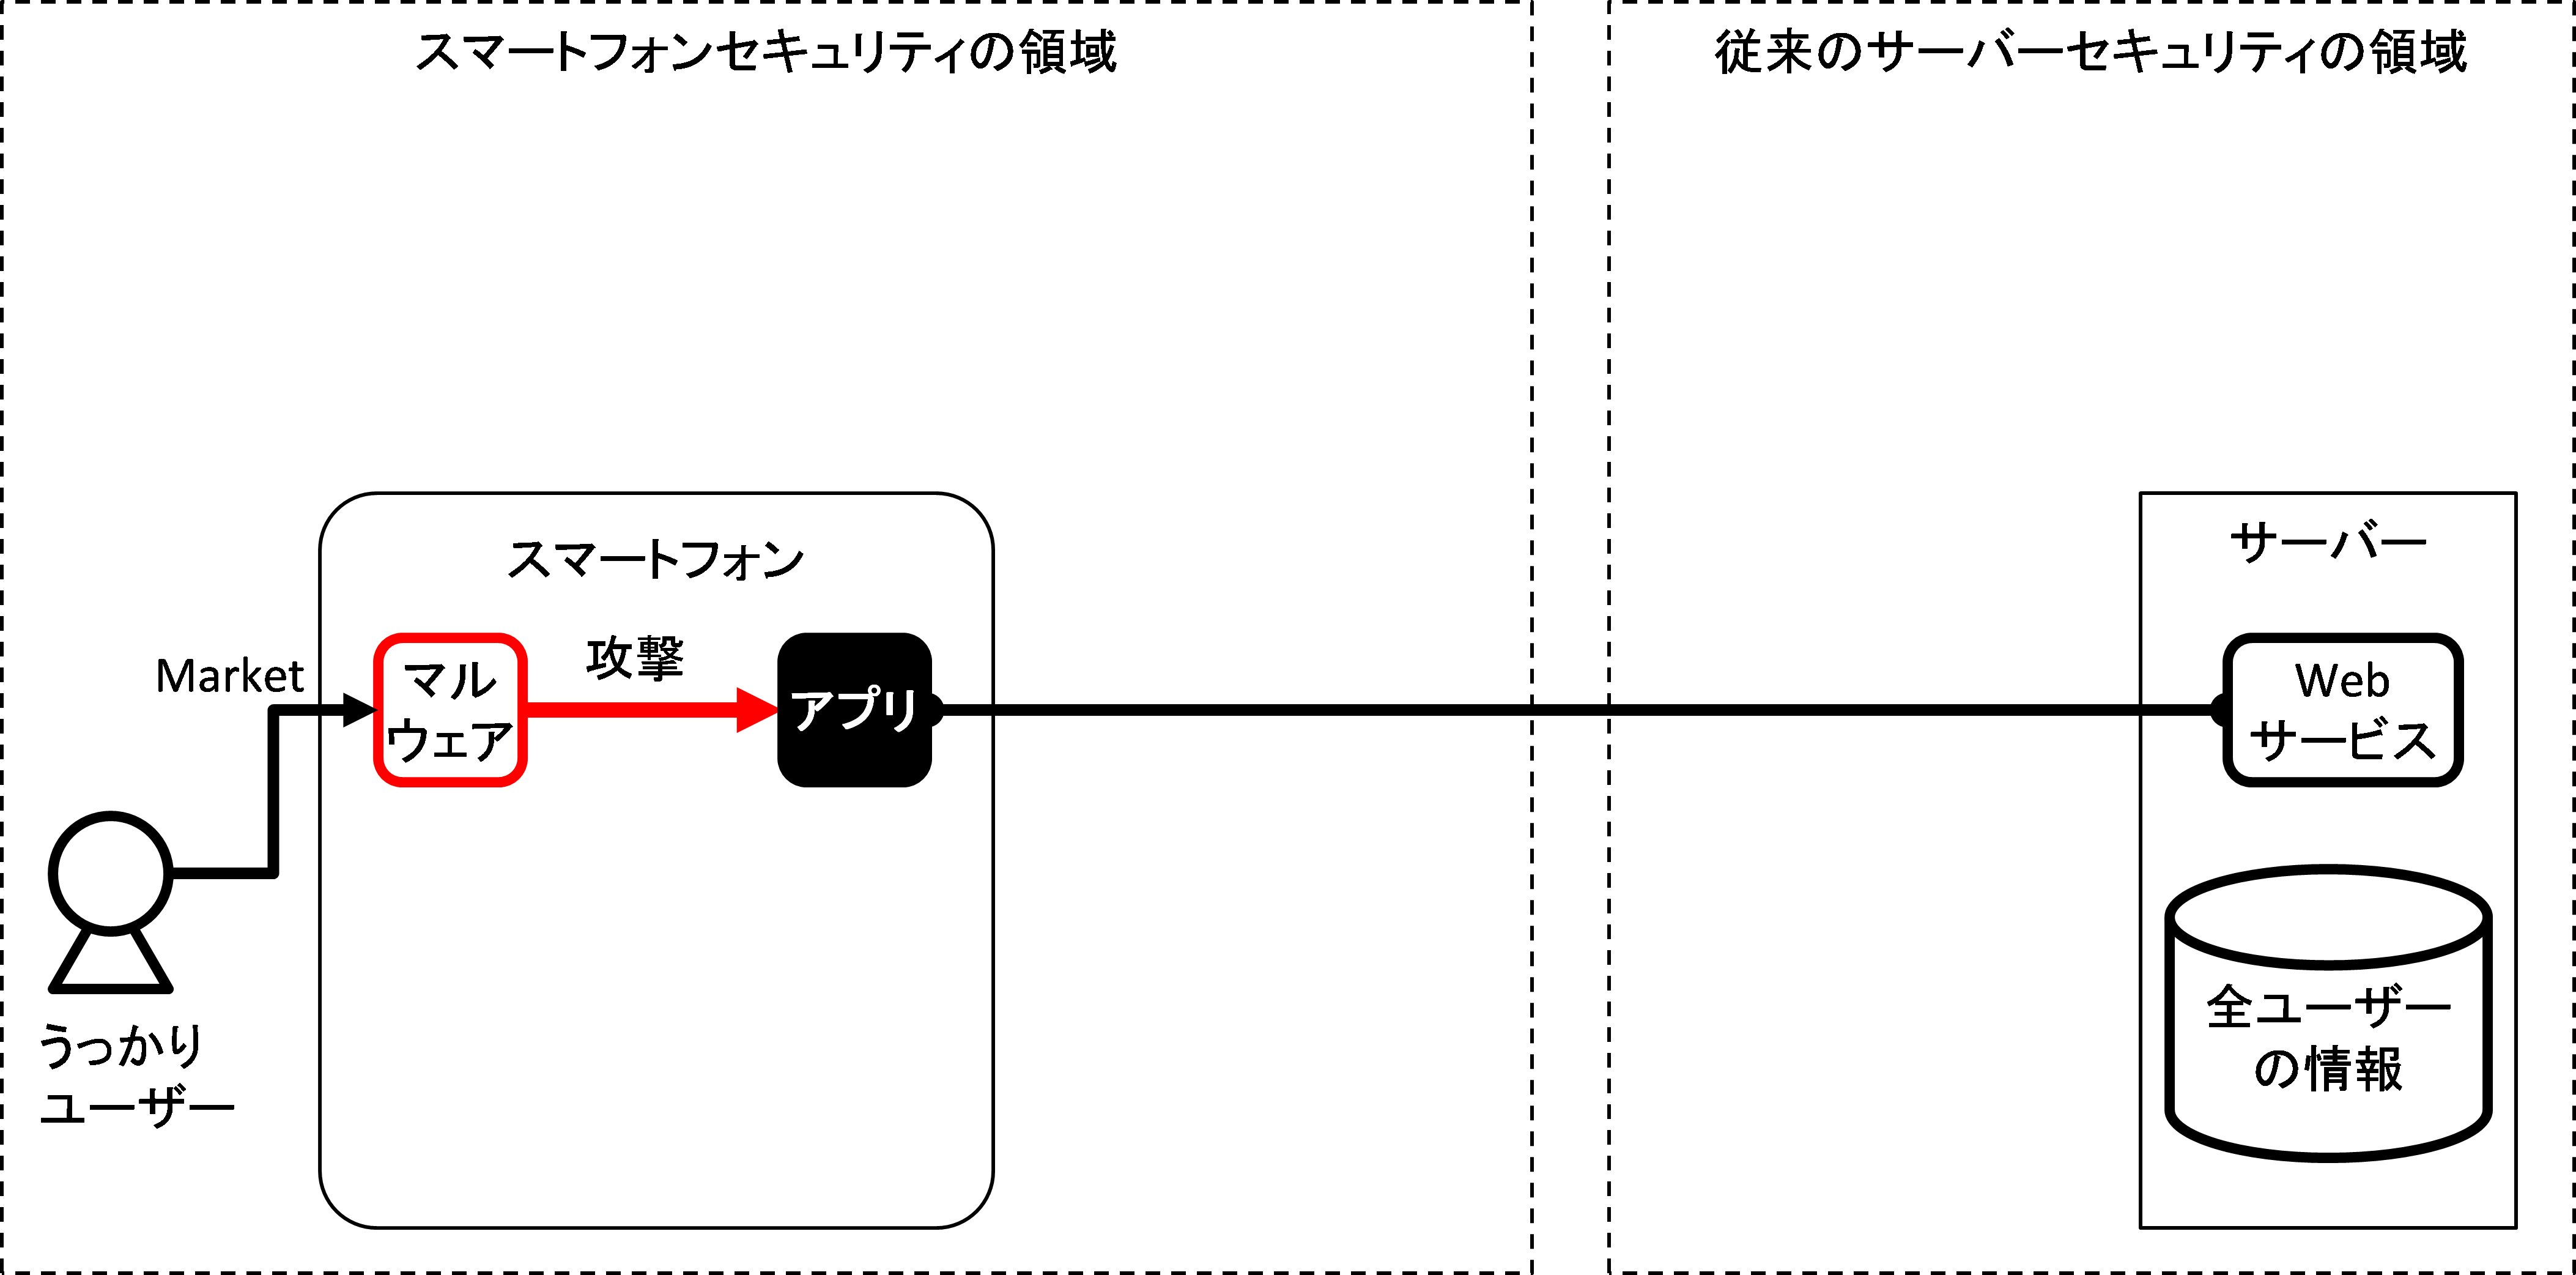 スマートフォンセキュリティの領域
従来のサーバーセキュリティの領域
スマートフォン
サーバー
Market
マル
ウェア
攻撃
アプリ
Web
サービス
うっかり
ユーザー
全ユーザー
の情報